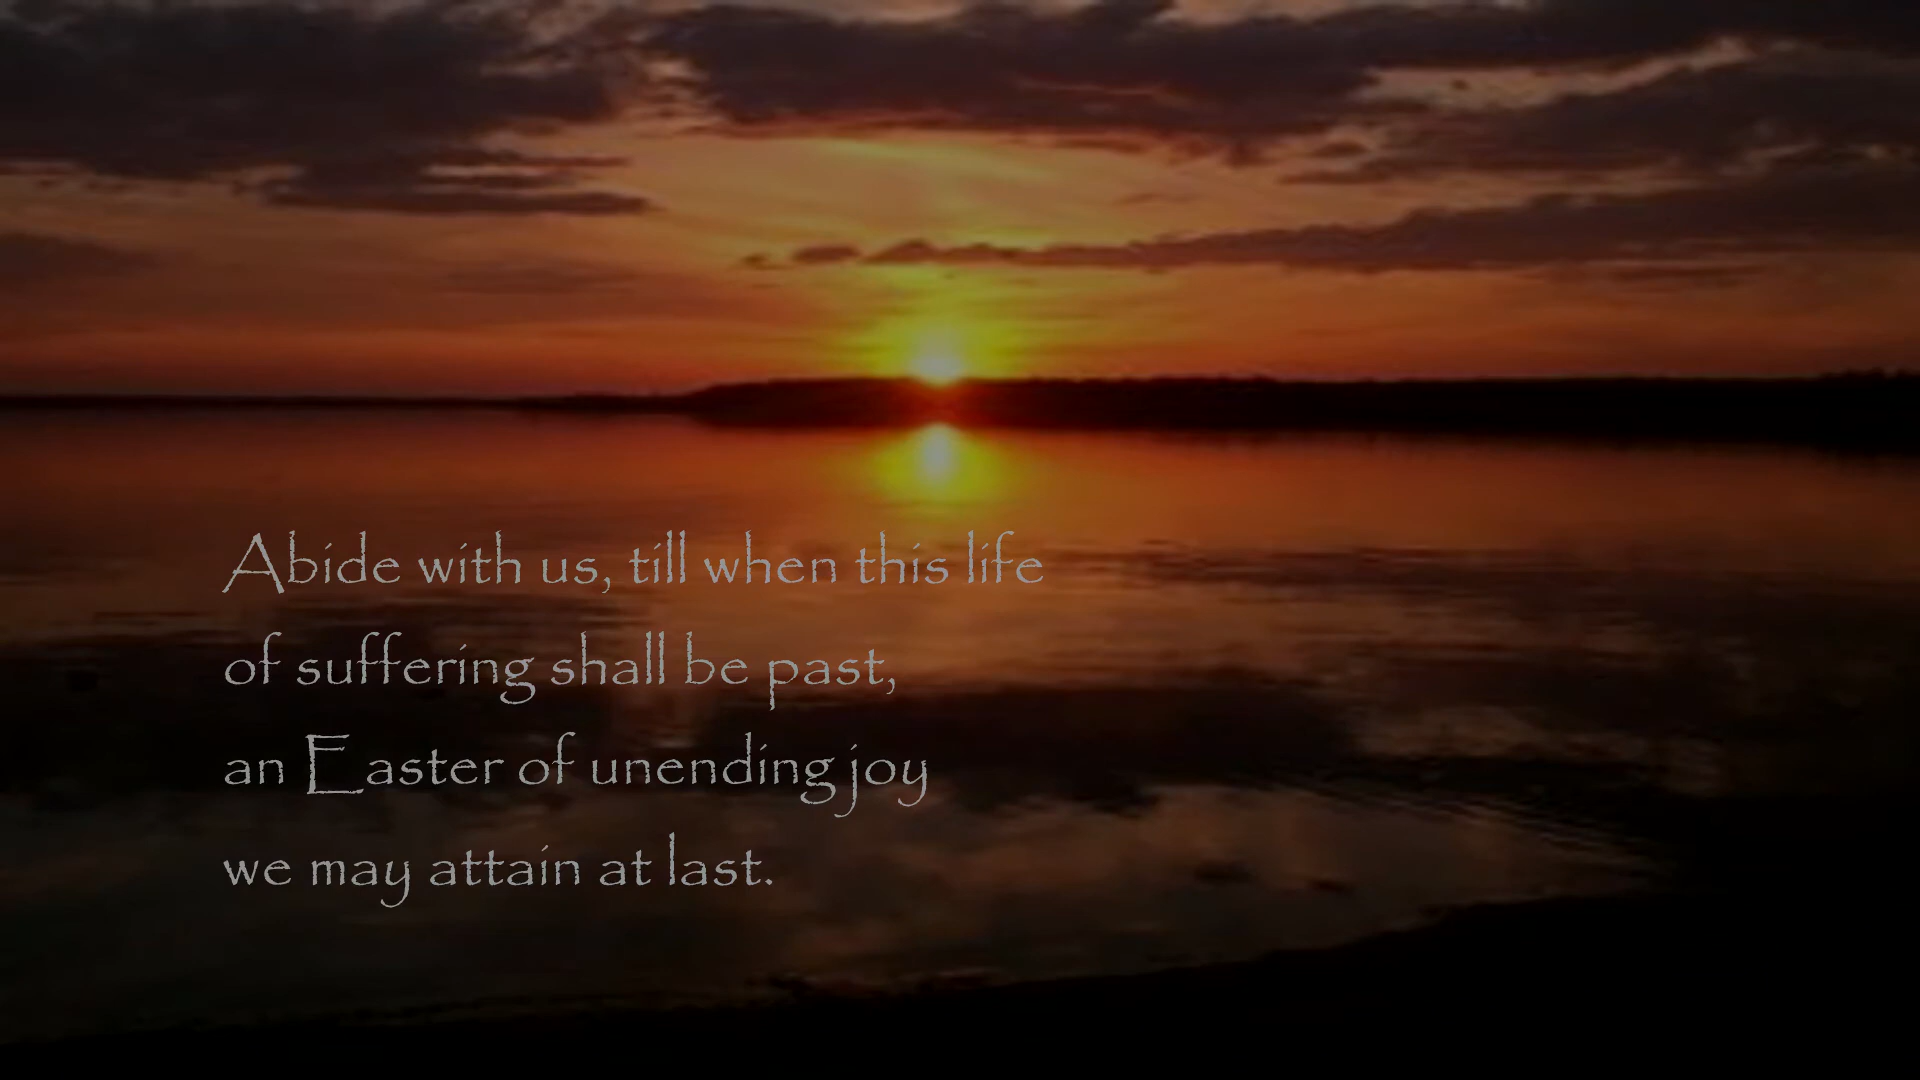 Abide with us, till when this life
of suffering shall be past,
an Easter of unending joy
we may attain at last.